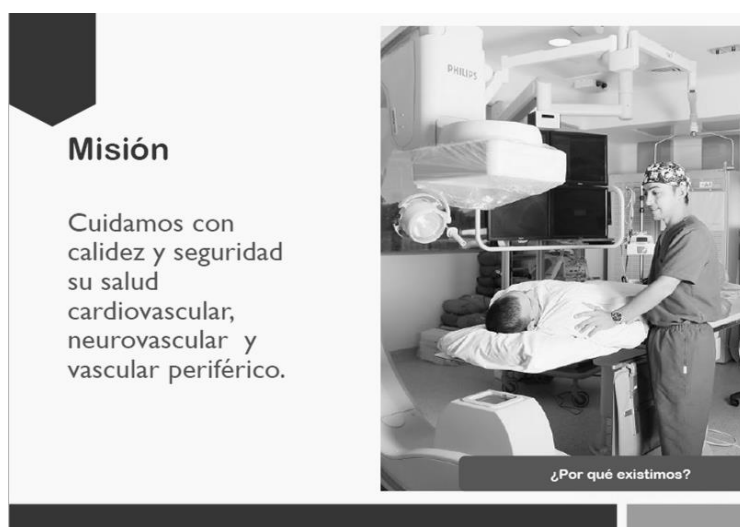 Misión
Cuidamos con
calidez y seguridad
su salud
cardiovascular,
neurovascular y
vascular periférico.
PHILIPS
¿Por qué existimos?